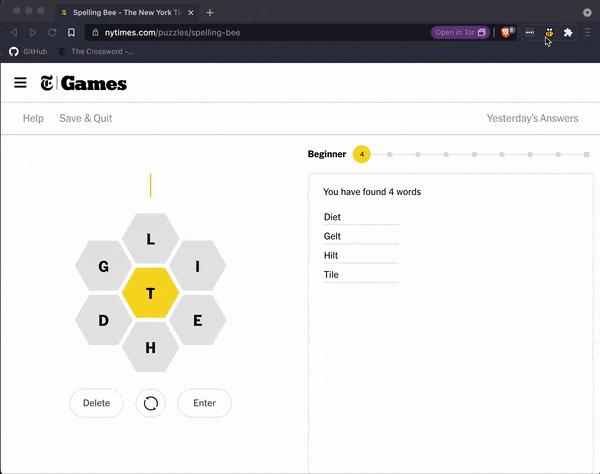 Spelling Bee - The New York Ti
nytimes.com/puzzles/spelling-bee
Open in Tor
6
GitHub
The Crossword -...
Games
Help
Save & Quit
Yesterday's Answers
Beginner
4
You have found 4 words
Diet
Gelt
Hilt
Tile
L
G
I
T
D
E
H
Delete
Enter